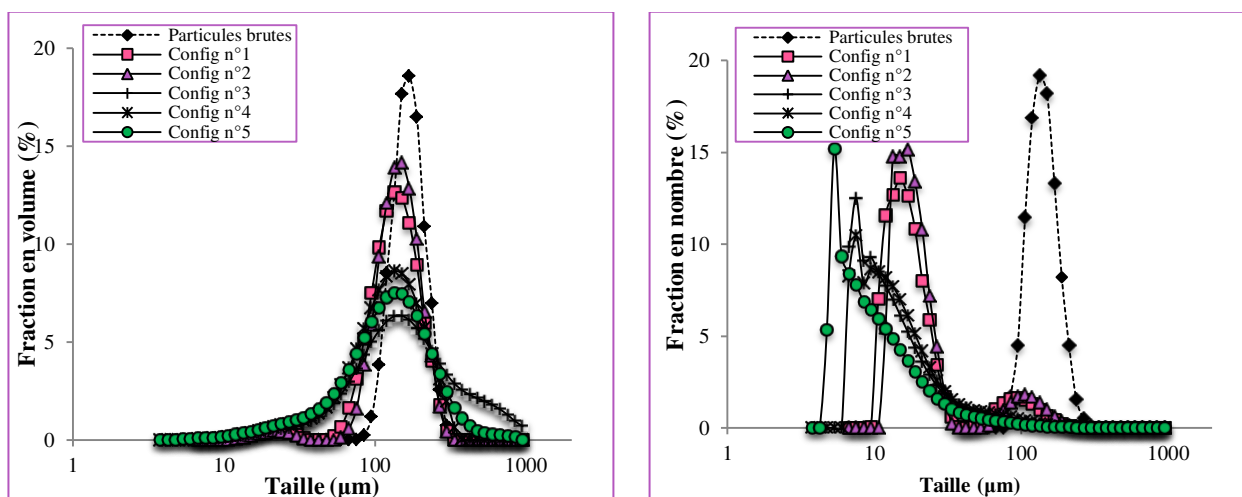 Particules brutes
Config n°1
Config n°2
Config n°3
Config n°4
Config n°5
Fraction en volume (%)
20
15
10
5
0
1
10
100
1000
Taille (µm)
Particules brutes
Config n°1
Config n°2
Config n°3
Config n°4
Config n°5
Fraction en nombre (%)
20
15
10
5
0
1
10
100
1000
Taille (µm)